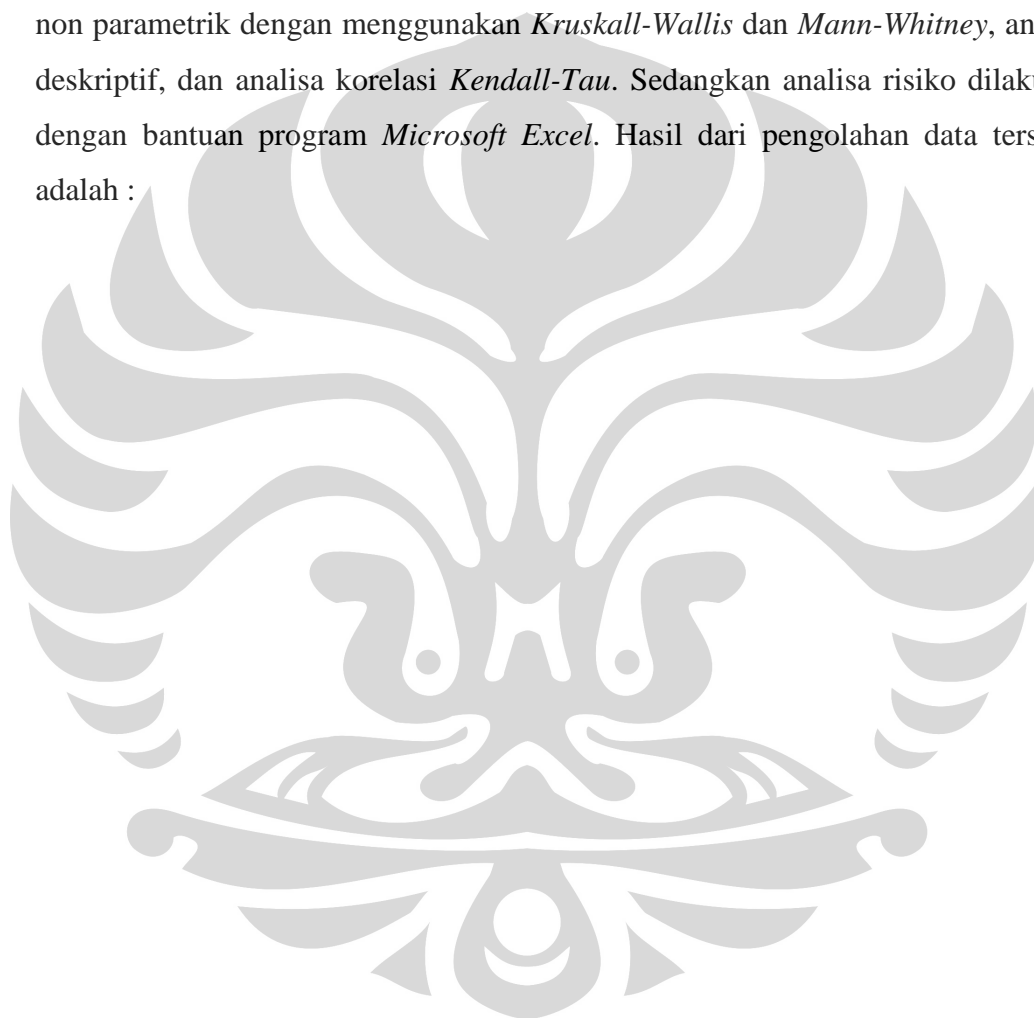 non parametrik dengan menggunakan Kruskall-Wallis dan Mann-Whitney, an
deskriptif, dan analisa korelasi Kendall-Tau. Sedangkan analisa risiko dilaku
dengan bantuan program Microsoft Excel. Hasil dari pengolahan data ters
adalah :